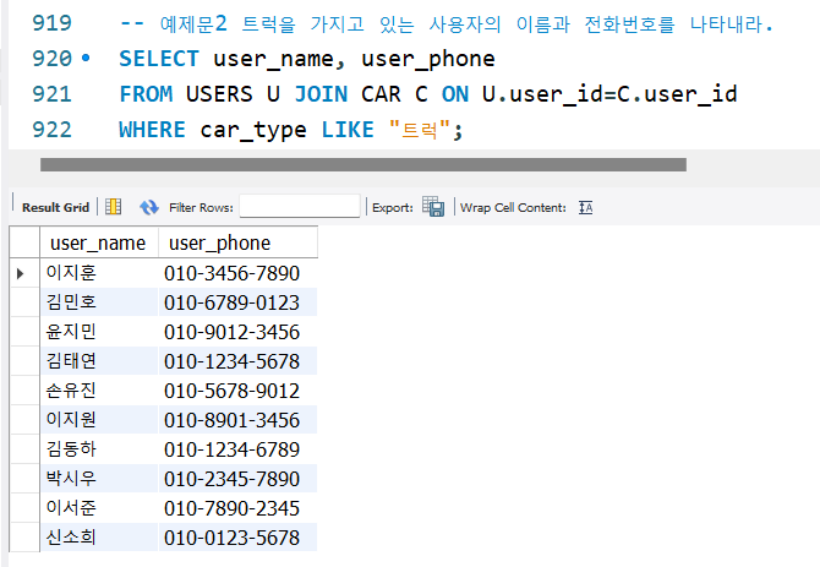 919 -- 예제문2 트럭을 가지고 있는 사용자의 이름과 전화번호를 나타내라.
920 SELECT user_name, user_phone
921 FROM USERS U JOIN CAR C ON U.user_id=C.user_id
922 WHERE car_type LIKE "트럭";
Result Grid Filter Rows: Export: Wrap Cell Content: IA
user_name user_phone
이지훈 010-3456-7890
김민호 010-6789-0123
윤지민 010-9012-3456
김태연 010-1234-5678
손유진 010-5678-9012
이지원 010-8901-3456
김동하 010-1234-6789
박시우 010-2345-7890
이서준 010-7890-2345
신소희 010-0123-5678